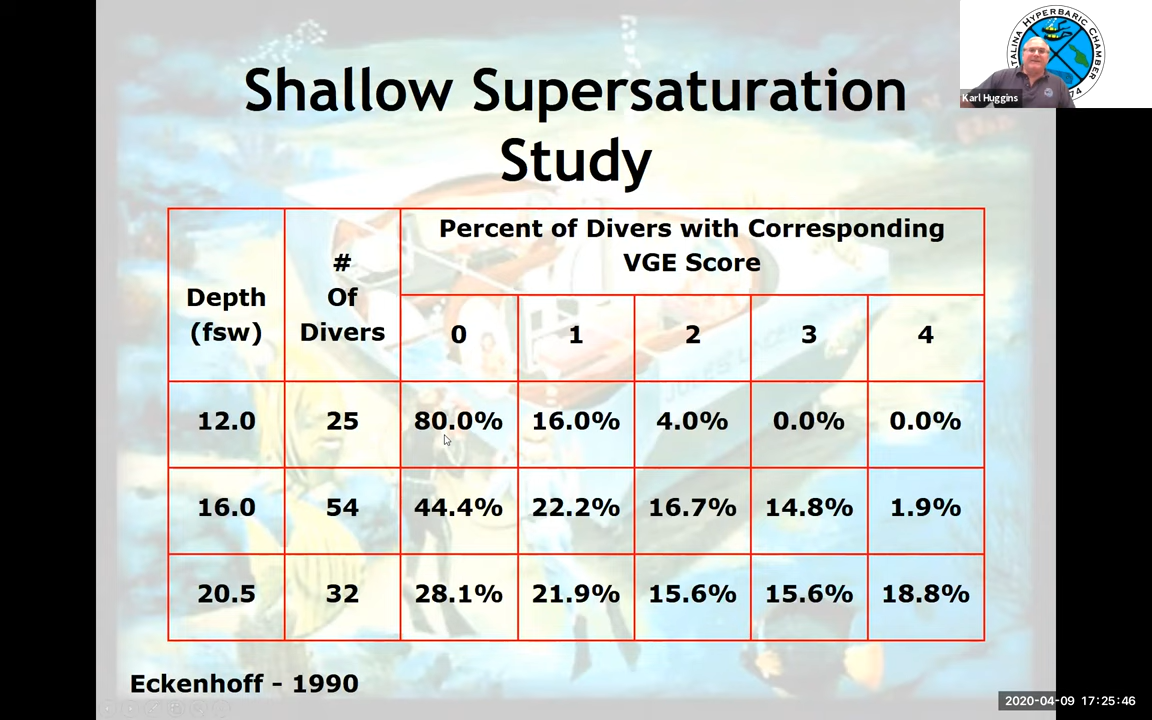 Shallow Supersaturation
Study
Depth
(fsw)
#
Of
Divers
Percent of Divers with Corresponding
VGE Score
0 1 2 3 4
12.0 25 80.0% 16.0% 4.0% 0.0% 0.0%
16.0 54 44.4% 22.2% 16.7% 14.8% 1.9%
20.5 32 28.1% 21.9% 15.6% 15.6% 18.8%
Eckenhoff - 1990
HYPERBARIC CHAMBER
Karl Huggins
2020-04-09 17:25:46